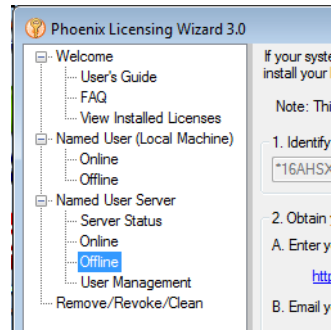 Phoenix Licensing Wizard 3.0
Welcome
User's Guide
FAQ
View Installed Licenses
Named User (Local Machine)
Online
Offline
Named User Server
Server Status
Online
Offline
User Management
Remove/Revoke/Clean
If your syste
install your
Note: Thi
1. Identify
"16AHSX
2. Obtain
A. Enter y
http
B. Email y